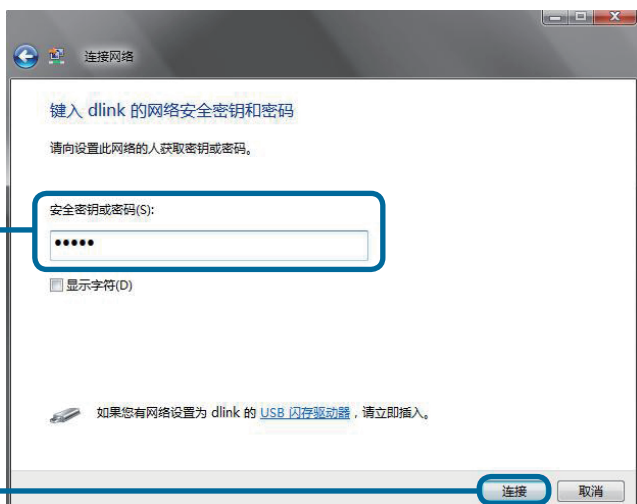 连接网络
键入 dlink 的网络安全密钥和密码
请向设置此网络的人获取密钥或密码。
安全密钥或密码(S):
•••••
显示字符(D)
如果您有网络设置为 dlink 的 USB 闪存驱动器，请立即插入。
连接 取消